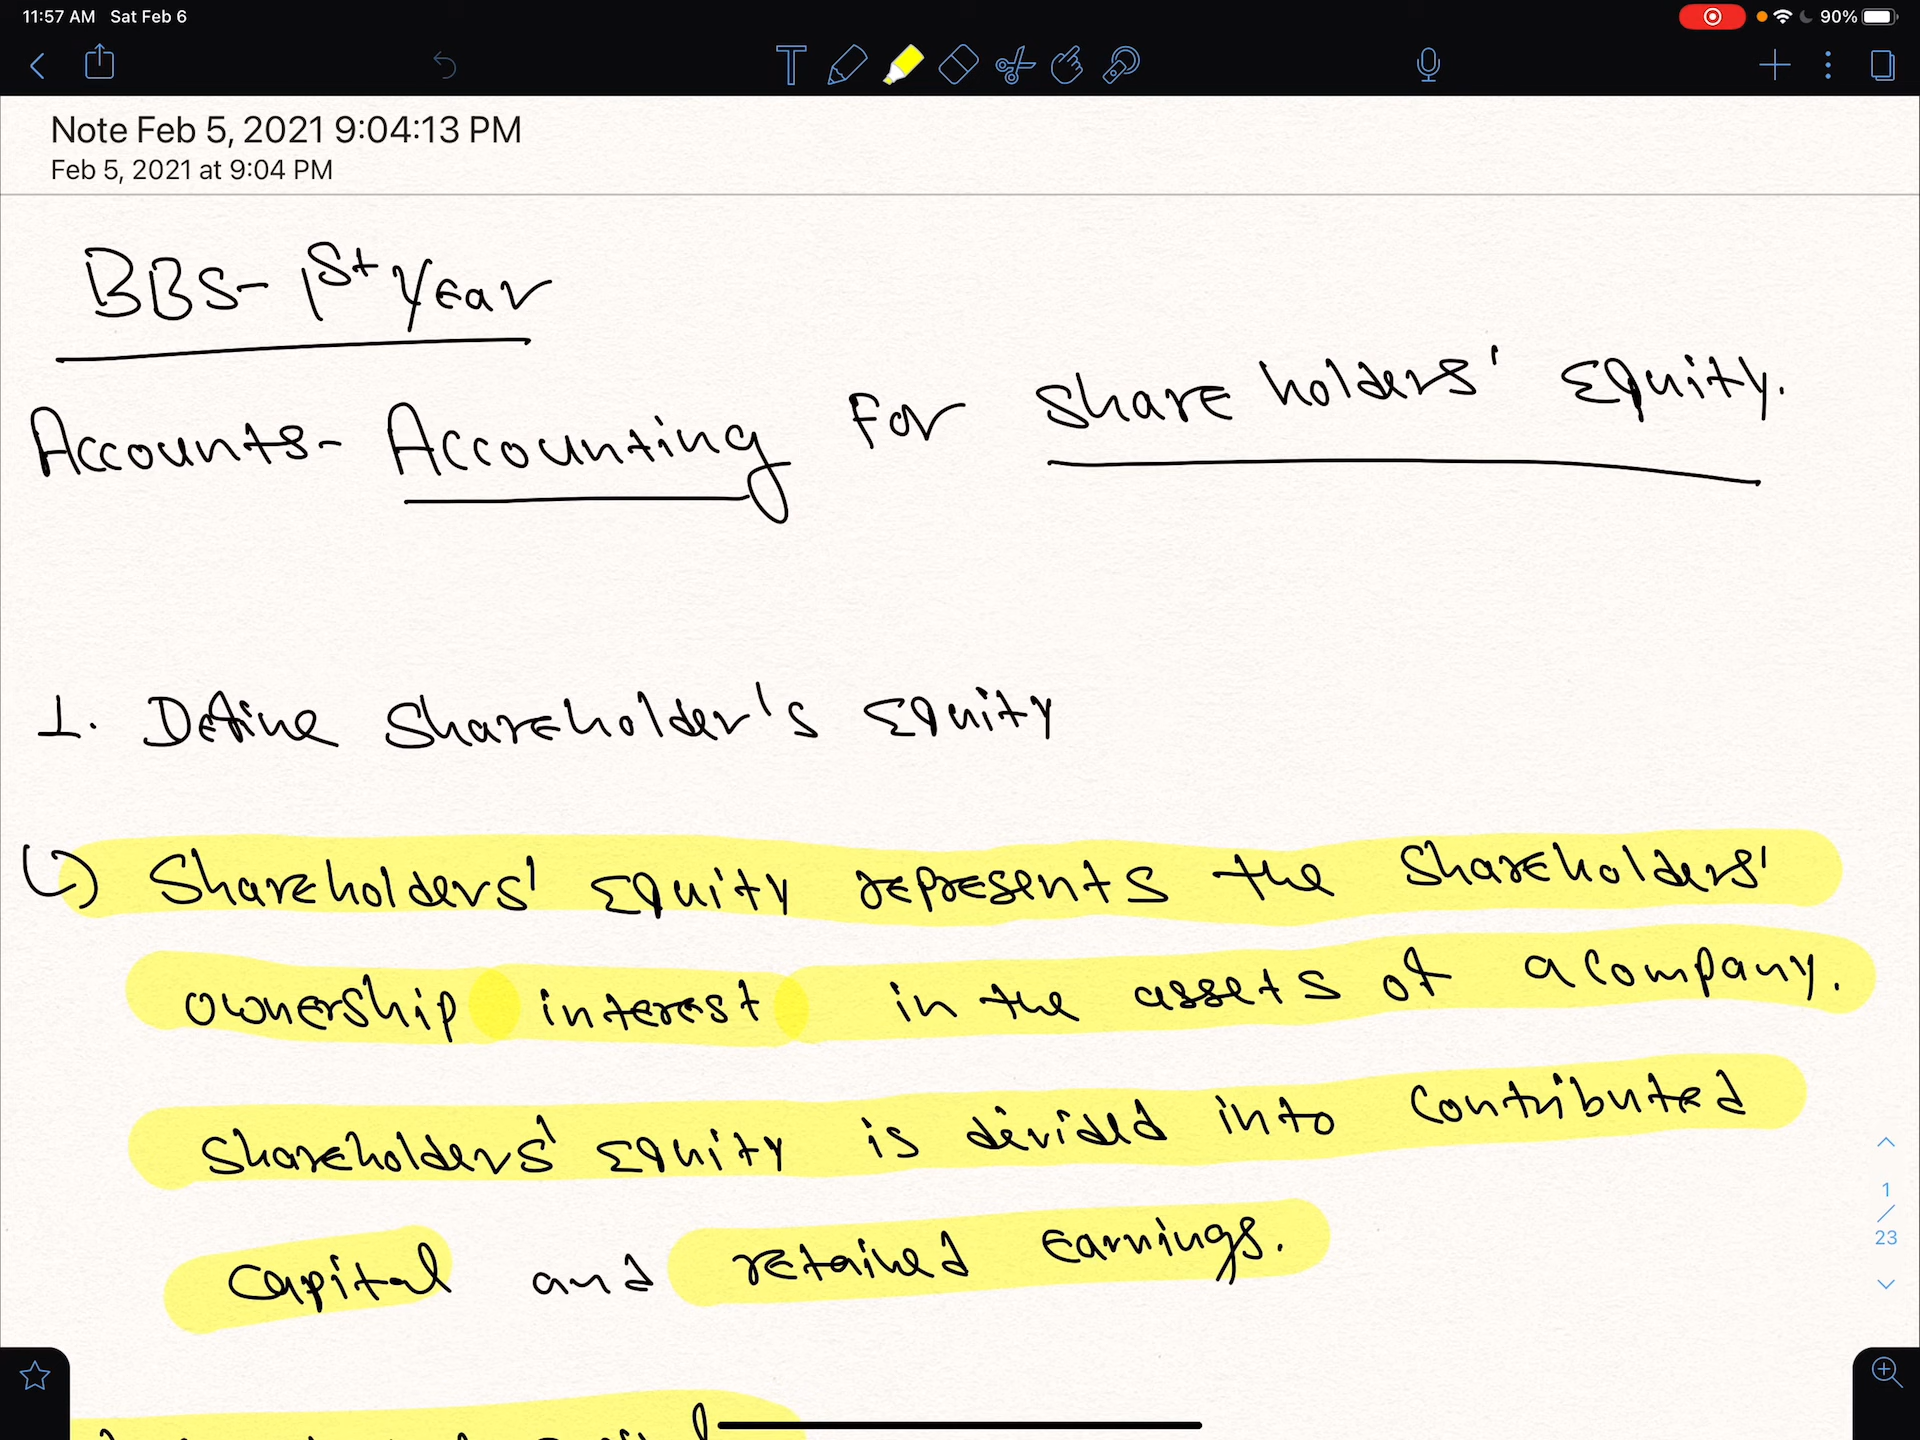 11:57 AM Sat Feb 6 90%
Note Feb 5, 2021 9:04:13 PM
Feb 5, 2021 at 9:04 PM
BBS- 1st Year
Accounts- Accounting For Share holders' Equity.
1. Define Shareholder's Equity
Shareholders' Equity represents the Shareholders'
ownership interest in the assets of a company.
Shareholders' Equity is divided into Contributed
Capital and retained Earnings.
1
/
23